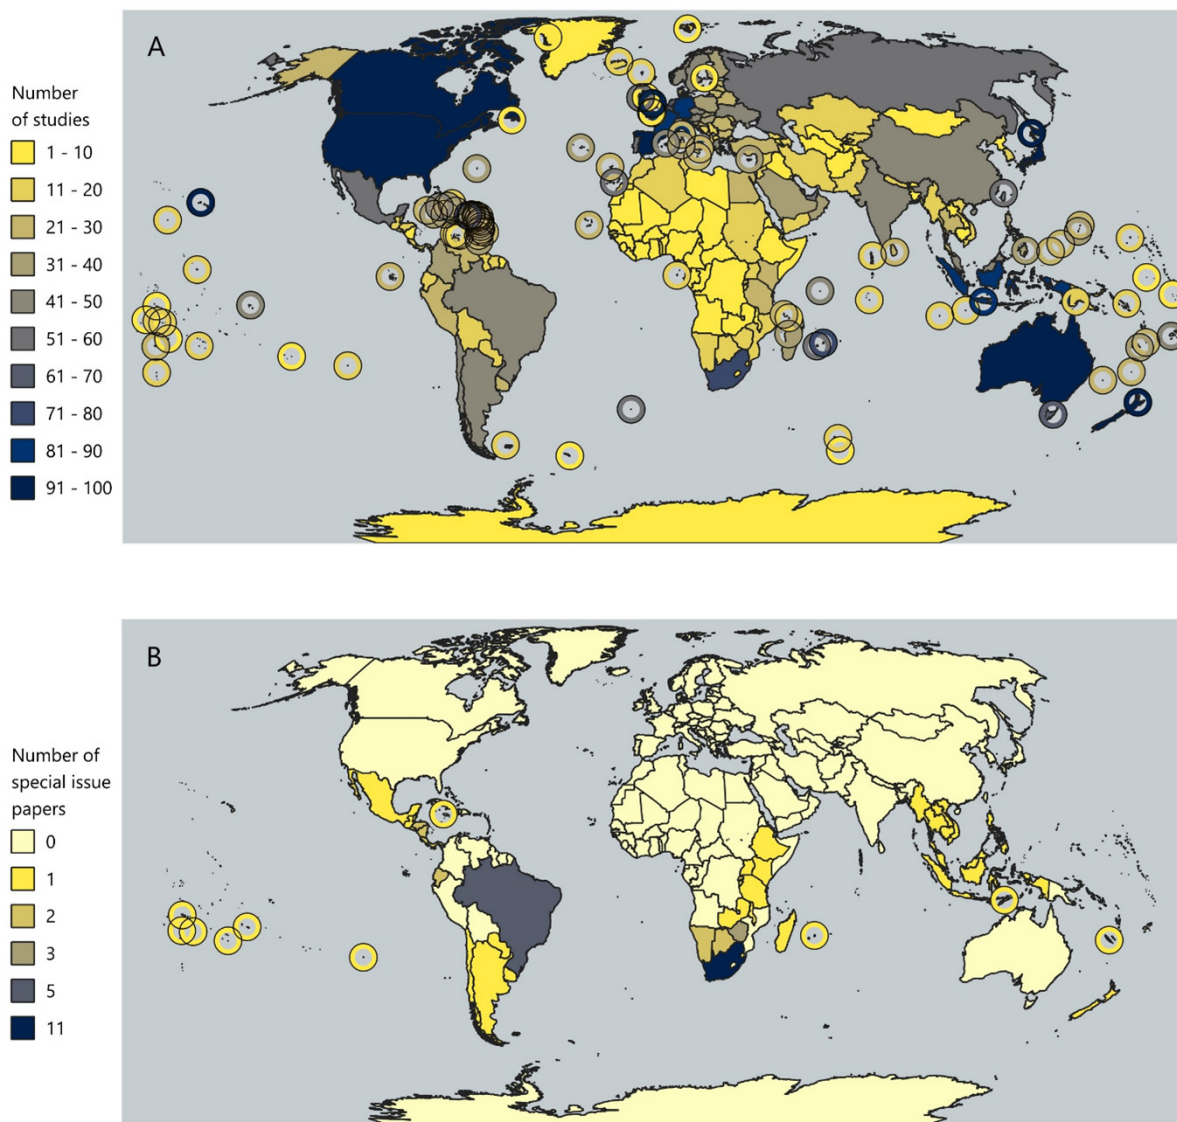 A
Number
of studies
1 - 10
11 - 20
21 - 30
31 - 40
41 - 50
51 - 60
61 - 70
71 - 80
81 - 90
91 - 100
B
Number of
special issue
papers
0
1
2
3
5
11